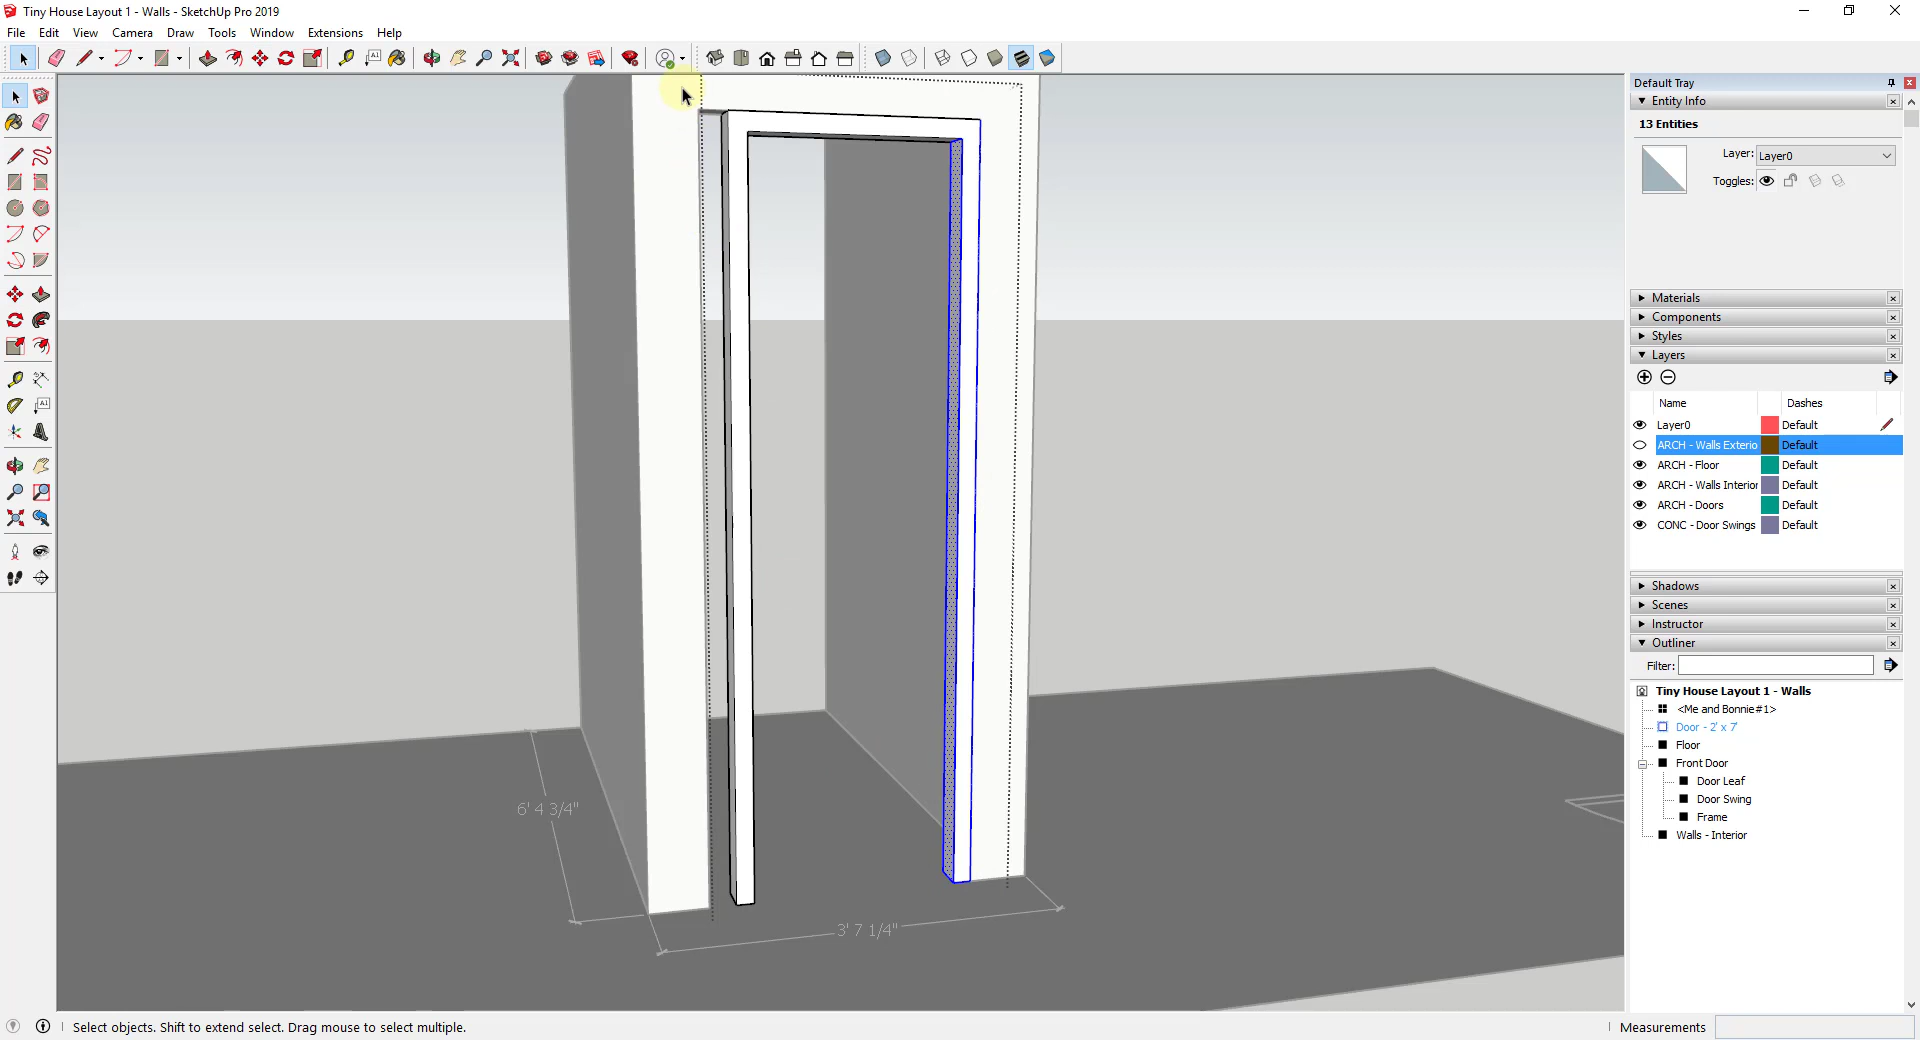 Tiny House Layout 1 - Walls - SketchUp Pro 2019
File Edit View Camera Draw Tools Window Extensions Help
Default Tray
Entity Info
13 Entities
Layer: Layer0
Toggles:
Materials
Components
Styles
Layers
Name Dashes
Layer0 Default
ARCH - Walls Exterio Default
ARCH - Floor Default
ARCH - Walls Interior Default
ARCH - Doors Default
CONC - Door Swings Default
Shadows
Scenes
Instructor
Outliner
Filter:
Tiny House Layout 1 - Walls
<Me and Bonnie#1>
Door - 2' x 7'
Floor
Front Door
Door Leaf
Door Swing
Frame
Walls - Interior
6' 4 3/4"
3' 7 1/4"
Select objects. Shift to extend select. Drag mouse to select multiple.
Measurements